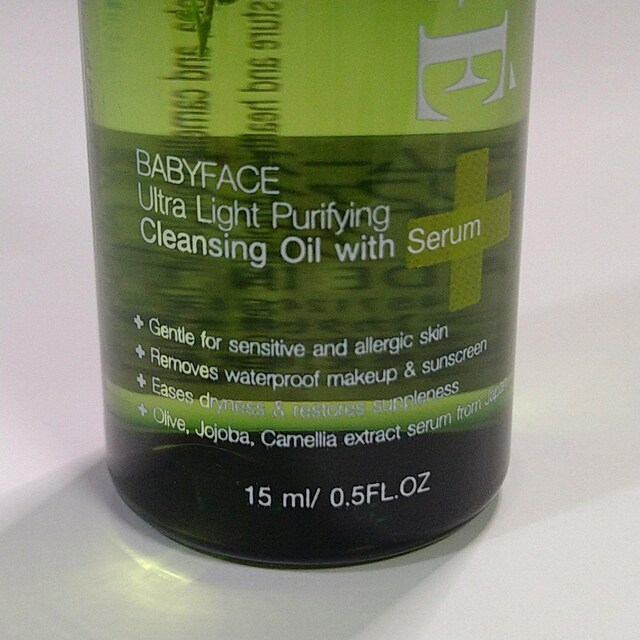 BABYFACE
Ultra Light Purifying
Cleansing Oil with Serum
+ Gentle for sensitive and allergic skin
+ Removes waterproof makeup & sunscreen
+ Eases dryness & restores suppleness
+ Olive, Jojoba, Camellia extract serum from Japan
15 ml/ 0.5FL.OZ